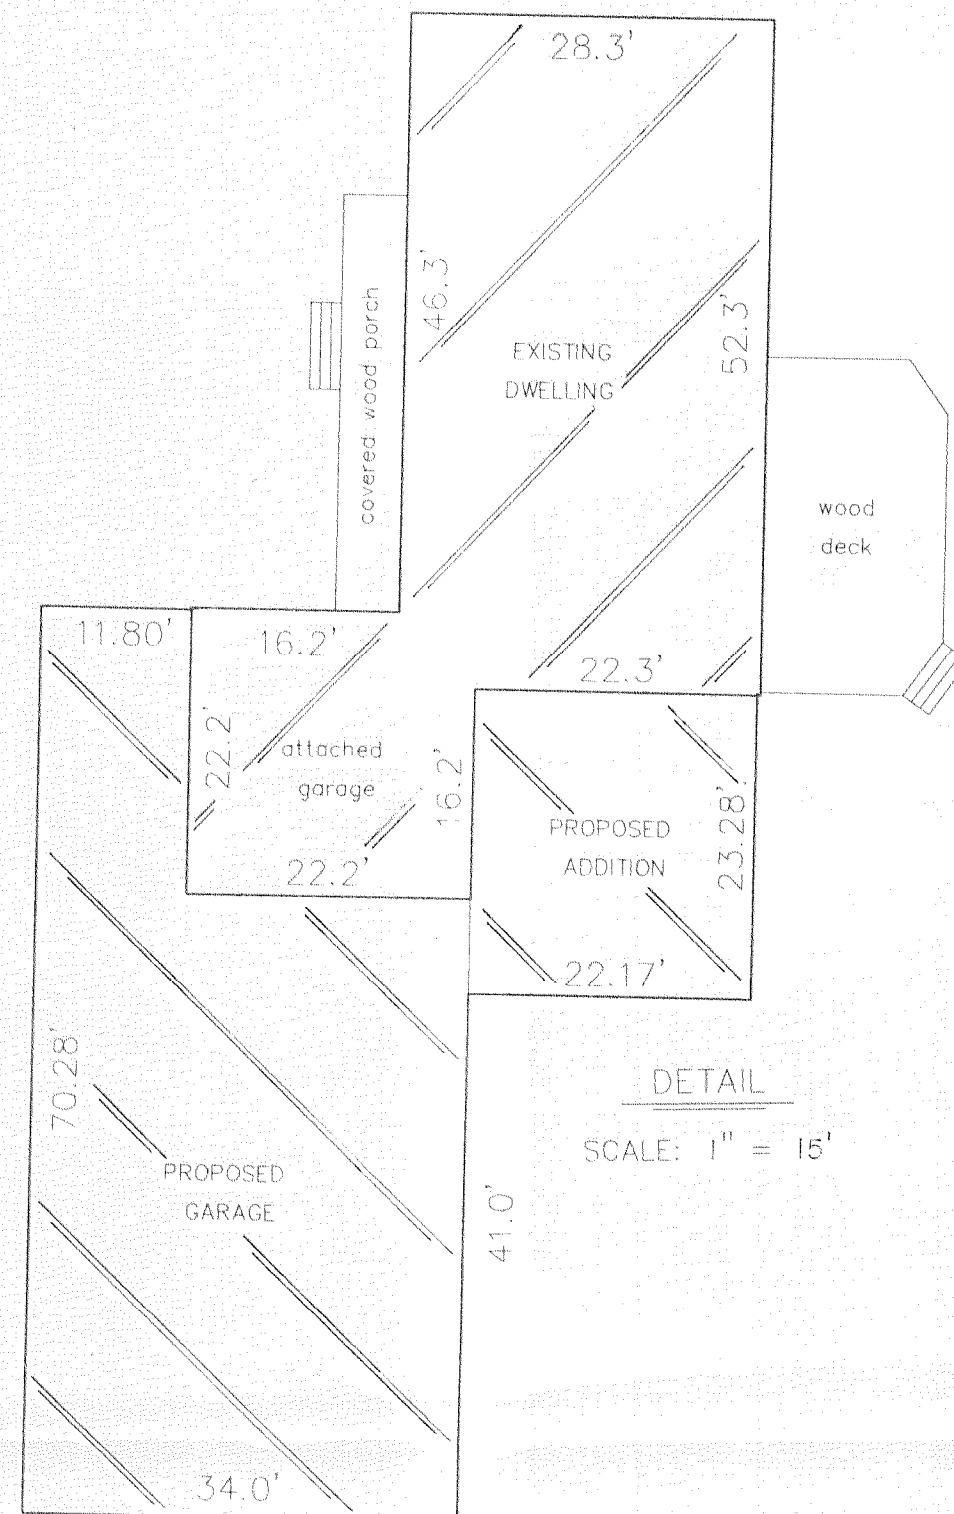 28.3'
46.3'
covered wood porch
EXISTING
DWELLING
52.3'
wood
deck
11.80'
16.2'
22.3'
22.2'
attached
garage
16.2'
22.2'
PROPOSED
ADDITION
23.28'
22.17'
70.28'
DETAIL
SCALE: 1" = 15'
PROPOSED
GARAGE
41.0'
34.0'